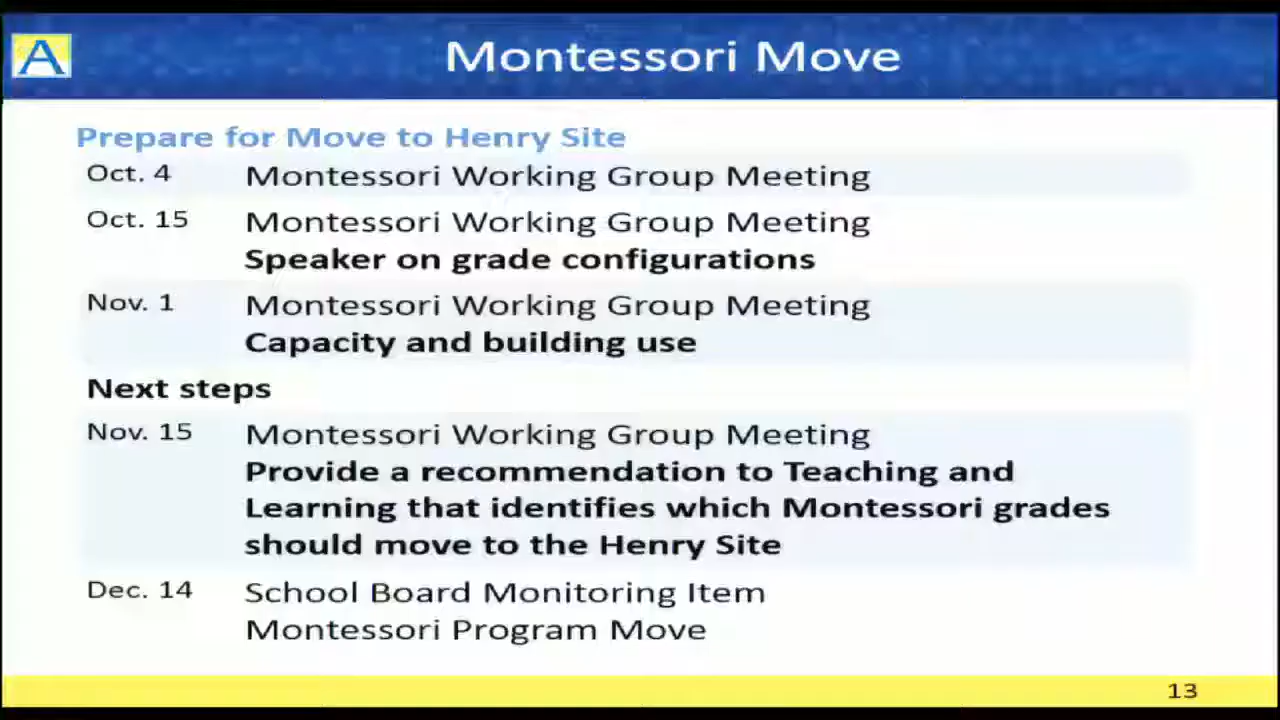 A
Montessori Move
Prepare for Move to Henry Site
Oct. 4 Montessori Working Group Meeting
Oct. 15 Montessori Working Group Meeting
Speaker on grade configurations
Nov. 1 Montessori Working Group Meeting
Capacity and building use
Next steps
Nov. 15 Montessori Working Group Meeting
Provide a recommendation to Teaching and
Learning that identifies which Montessori grades
should move to the Henry Site
Dec. 14 School Board Monitoring Item
Montessori Program Move
13